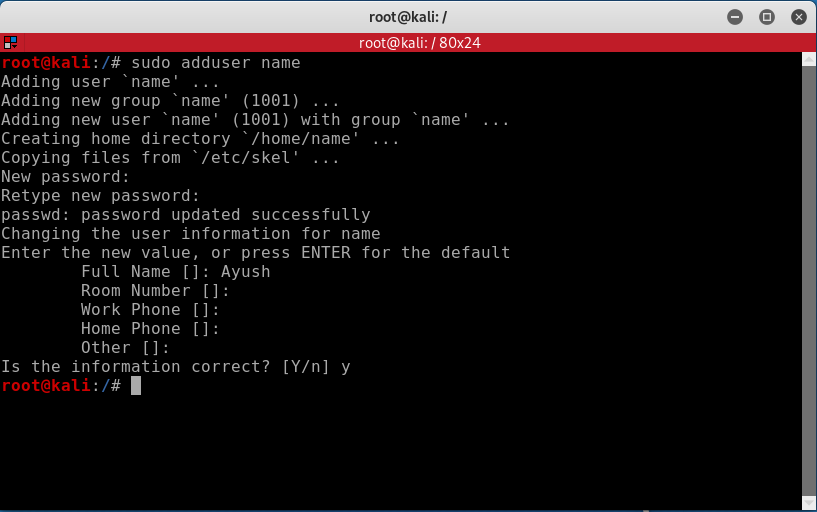 root@kali: /
root@kali: / 80x24
root@kali:/# sudo adduser name
Adding user `name' ...
Adding new group `name' (1001) ...
Adding new user `name' (1001) with group `name' ...
Creating home directory `/home/name' ...
Copying files from `/etc/skel' ...
New password:
Retype new password:
passwd: password updated successfully
Changing the user information for name
Enter the new value, or press ENTER for the default
        Full Name []: Ayush
        Room Number []:
        Work Phone []:
        Home Phone []:
        Other []:
Is the information correct? [Y/n] y
root@kali:/#